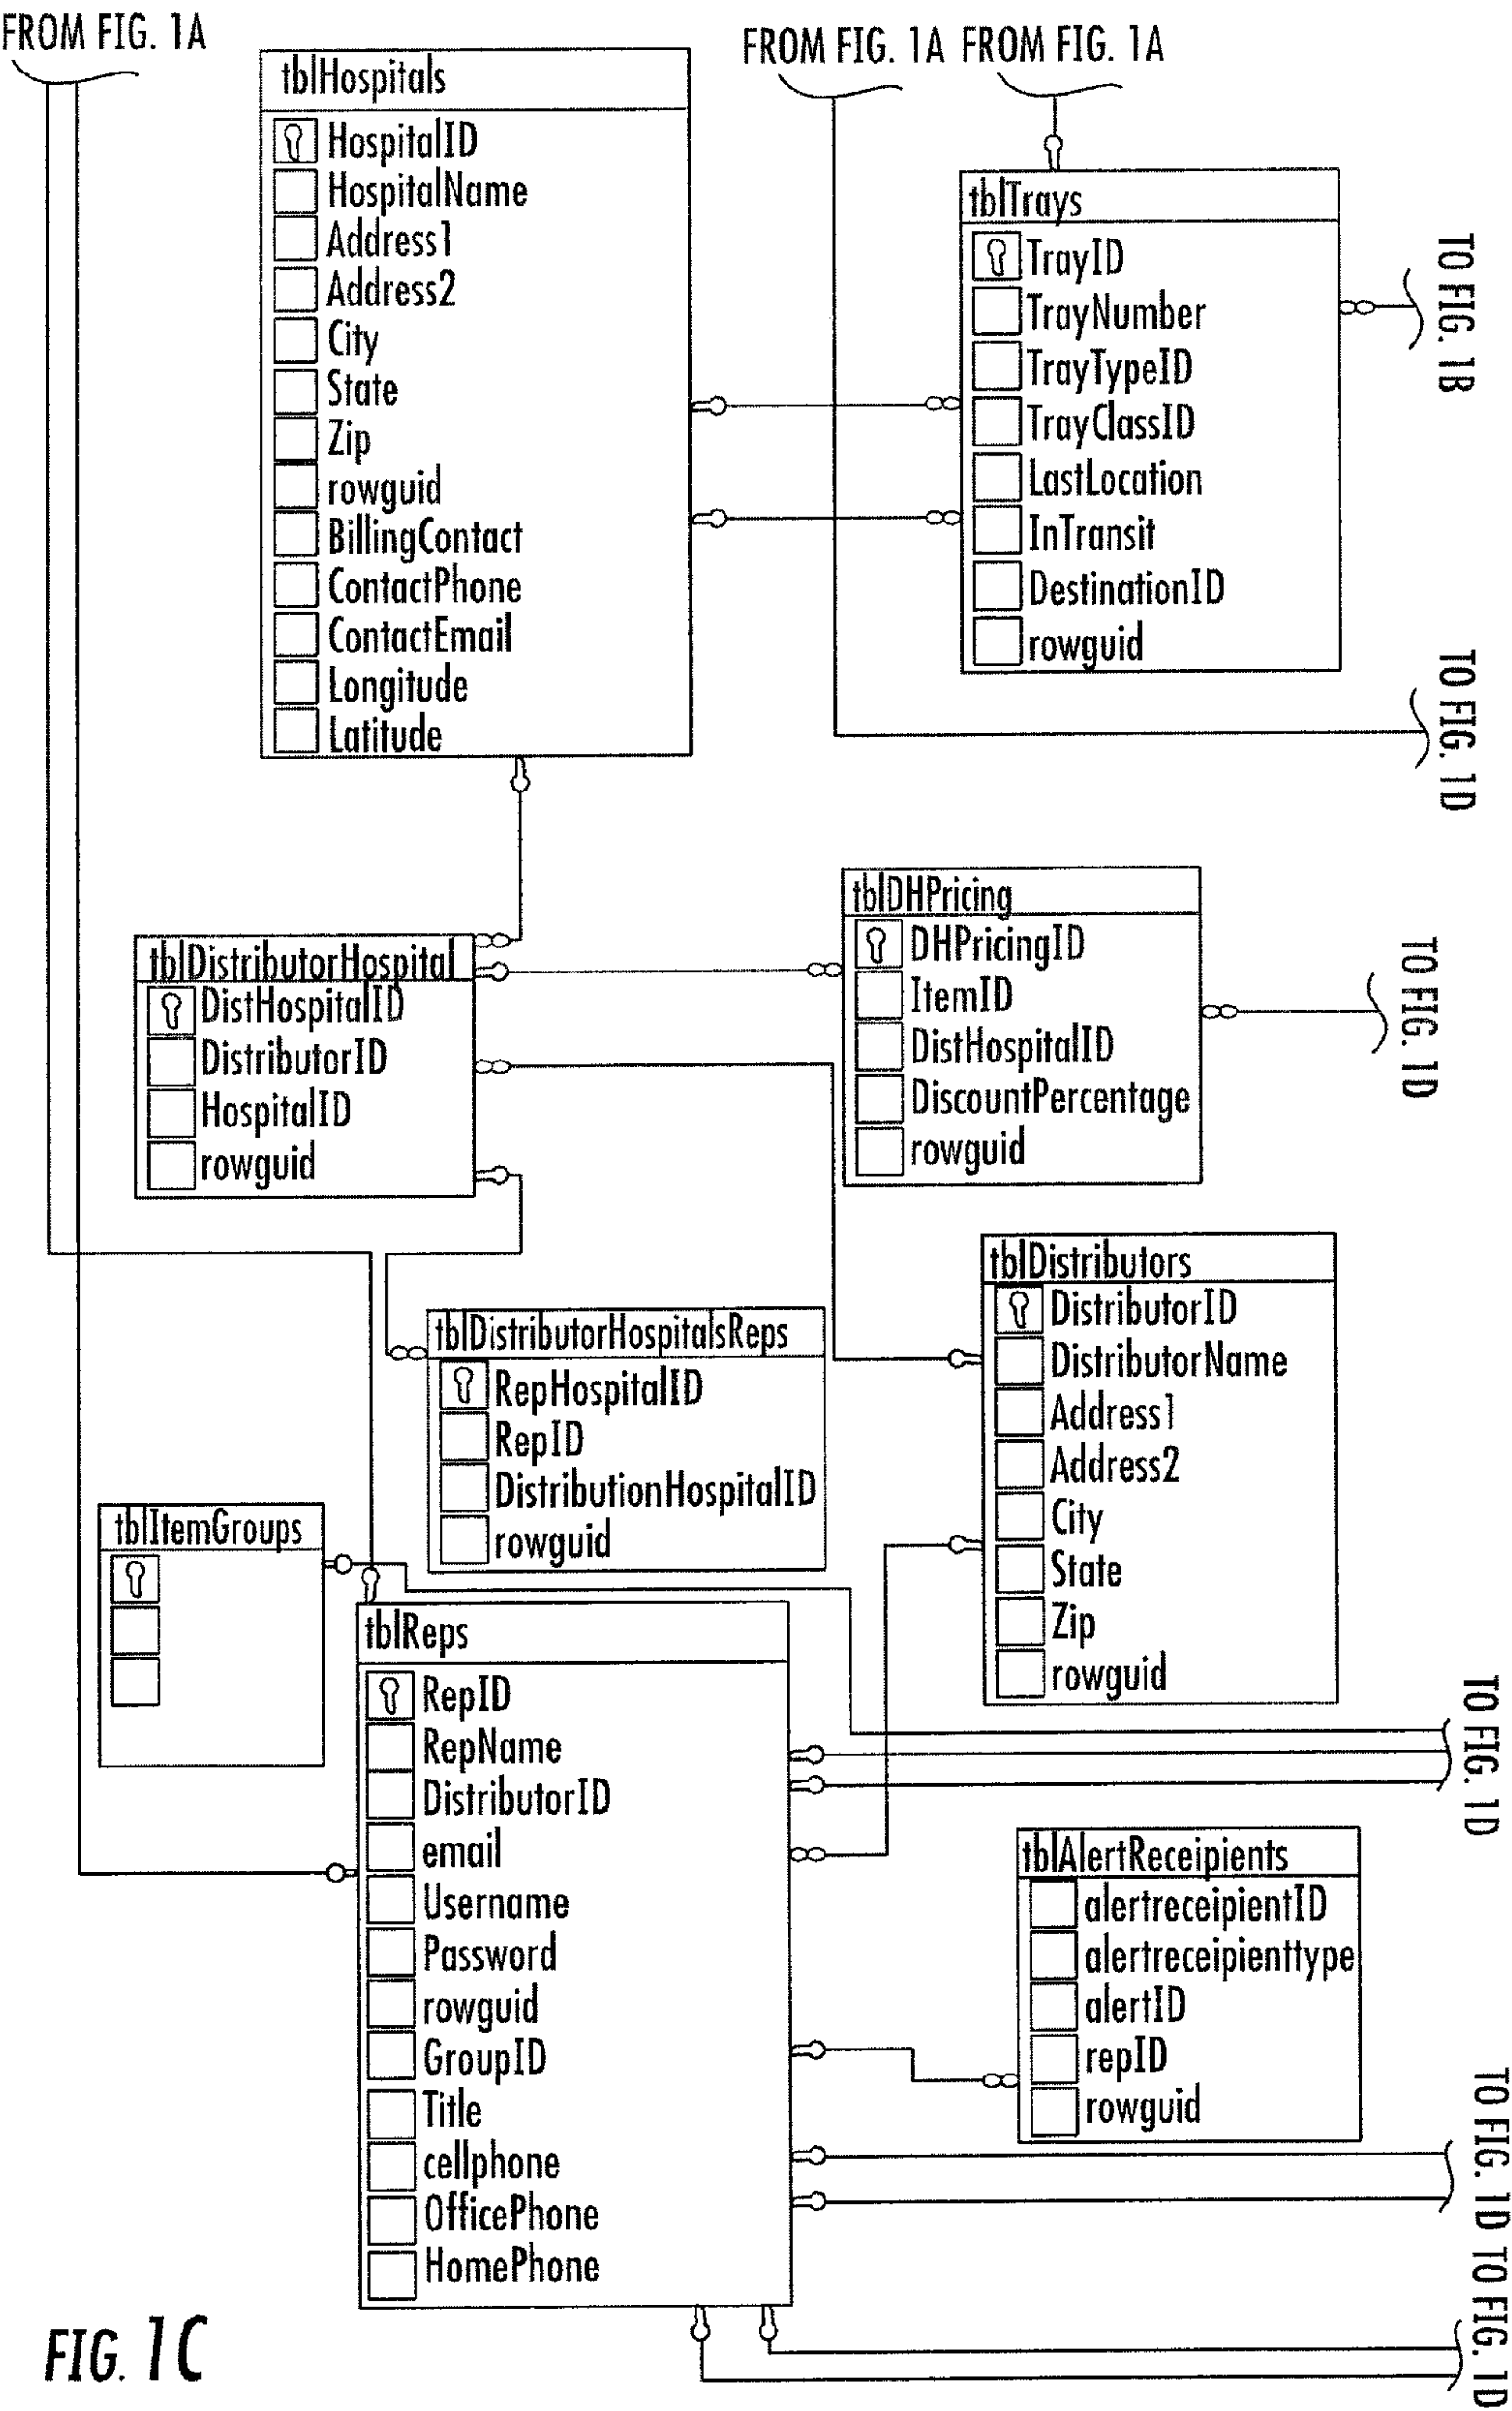 FROM FIG. 1A
FROM FIG. 1A
FROM FIG. 1A
tblHospitals
HospitalID
HospitalName
Address1
Address2
City
State
Zip
rowguid
BillingContact
ContactPhone
ContactEmail
Longitude
Latitude
tblTrays
TrayID
TrayNumber
TrayTypeID
TrayClassID
LastLocation
InTransit
DestinationID
rowguid
TO FIG. 1B
TO FIG. 1D
tblDistributorHospital
DistHospitalID
DistributorID
HospitalID
rowguid
tblDHPricing
DHPricingID
ItemID
DistHospitalID
DiscountPercentage
rowguid
TO FIG. 1D
tblDistributors
DistributorID
DistributorName
Address1
Address2
City
State
Zip
rowguid
tblDistributorHospitalsReps
RepHospitalID
RepID
DistributionHospitalID
rowguid
tblItemGroups
tblReps
RepID
RepName
DistributorID
email
Username
Password
rowguid
GroupID
Title
cellphone
OfficePhone
HomePhone
TO FIG. 1D
tblAlertReceipients
alertreceipientID
alertreceipienttype
alertID
repID
rowguid
TO FIG. 1D
TO FIG. 1D
FIG. 1C